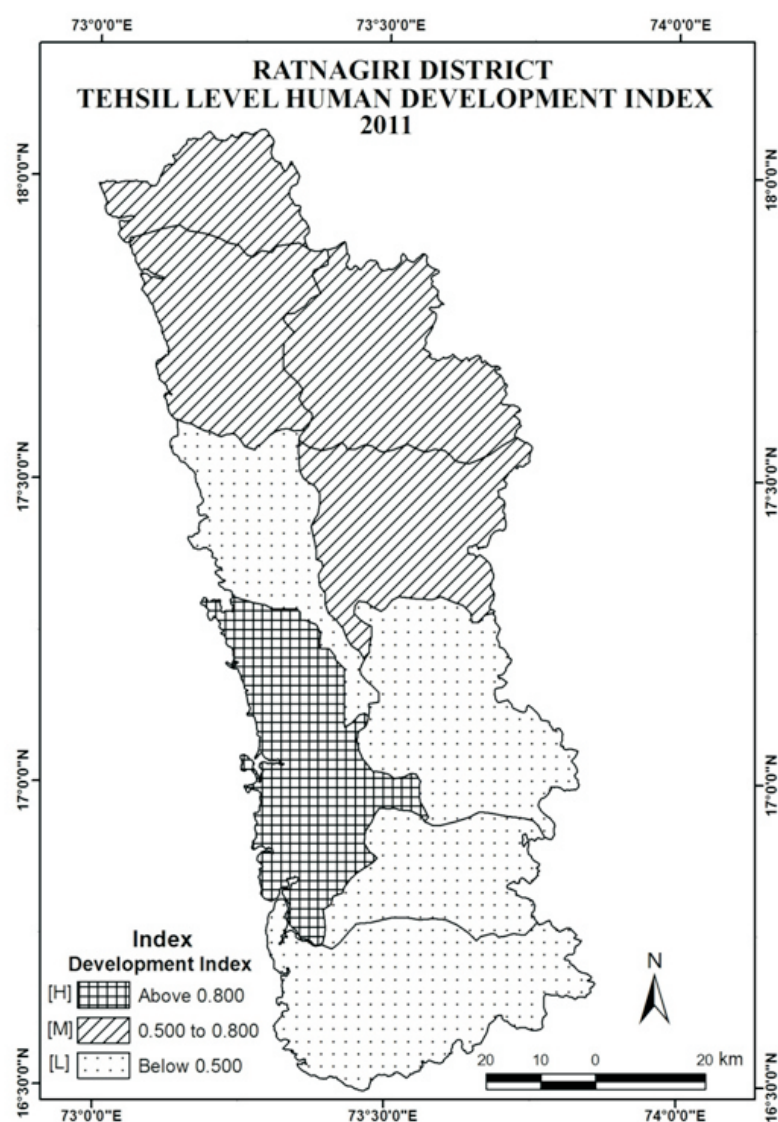 73°0'0"E 73°30'0"E 74°0'0"E
RATNAGIRI DISTRICT
TEHSIL LEVEL HUMAN DEVELOPMENT INDEX
2011
18°0'0"N 18°0'0"N
17°30'0"N 17°30'0"N
17°0'0"N 17°0'0"N
Index
Development Index
[H] Above 0.800
[M] 0.500 to 0.800
[L] Below 0.500
N
20 10 0 20 km
16°30'0"N 16°30'0"N
73°0'0"E 73°30'0"E 74°0'0"E